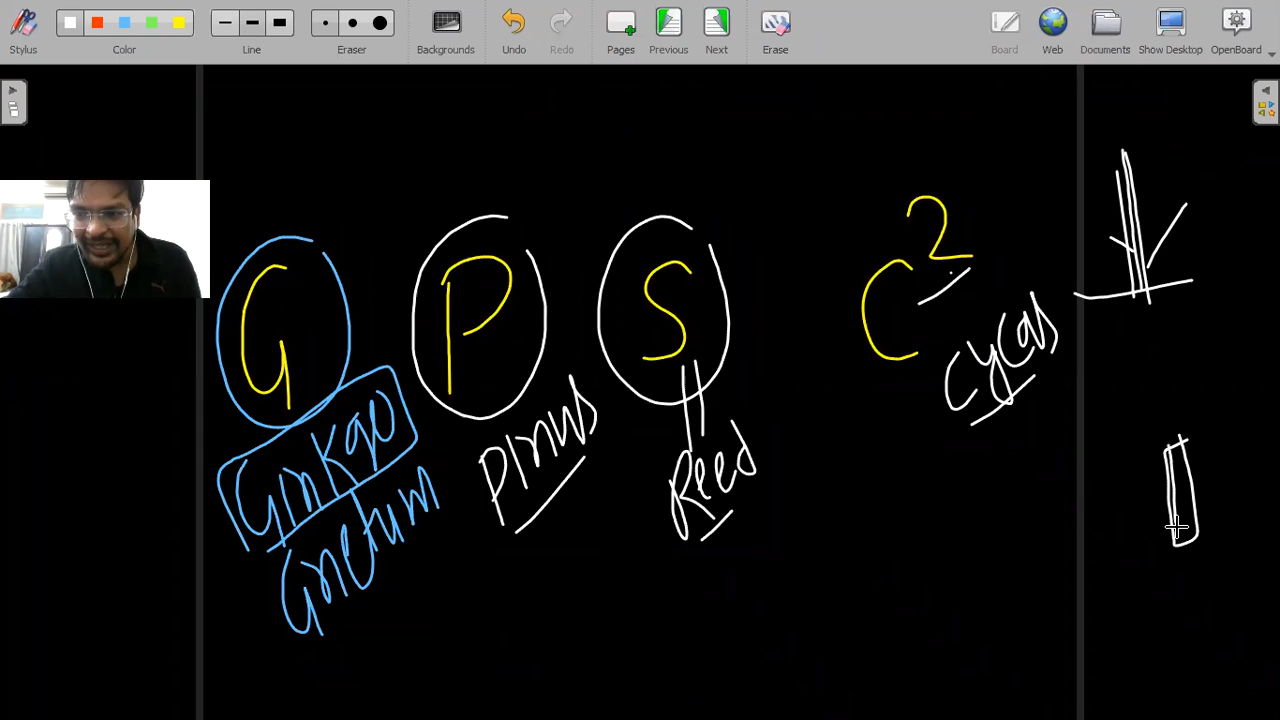 Stylus
Color
Line
Eraser
Backgrounds
Undo
Redo
Pages
Previous
Next
Erase
Board
Web
Documents
Show Desktop
OpenBoard
G P S C²
Ginkgo
Gnetum
Pinus
Reed
Cycas